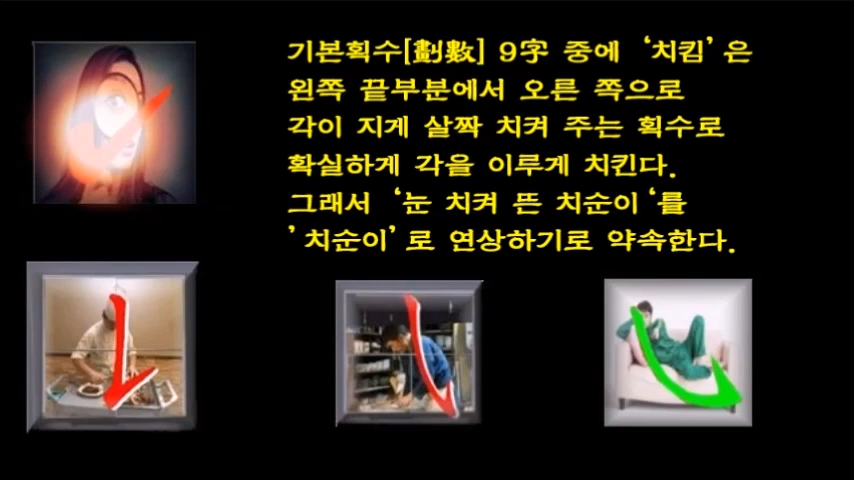 기본획수[劃數] 9字 중에 ‘치킴’은
왼쪽 끝부분에서 오른 쪽으로
각이 지게 살짝 치켜 주는 획수로
확실하게 각을 이루게 치킨다.
그래서 ‘눈 치켜 뜬 치순이‘를
’치순이’로 연상하기로 약속한다.